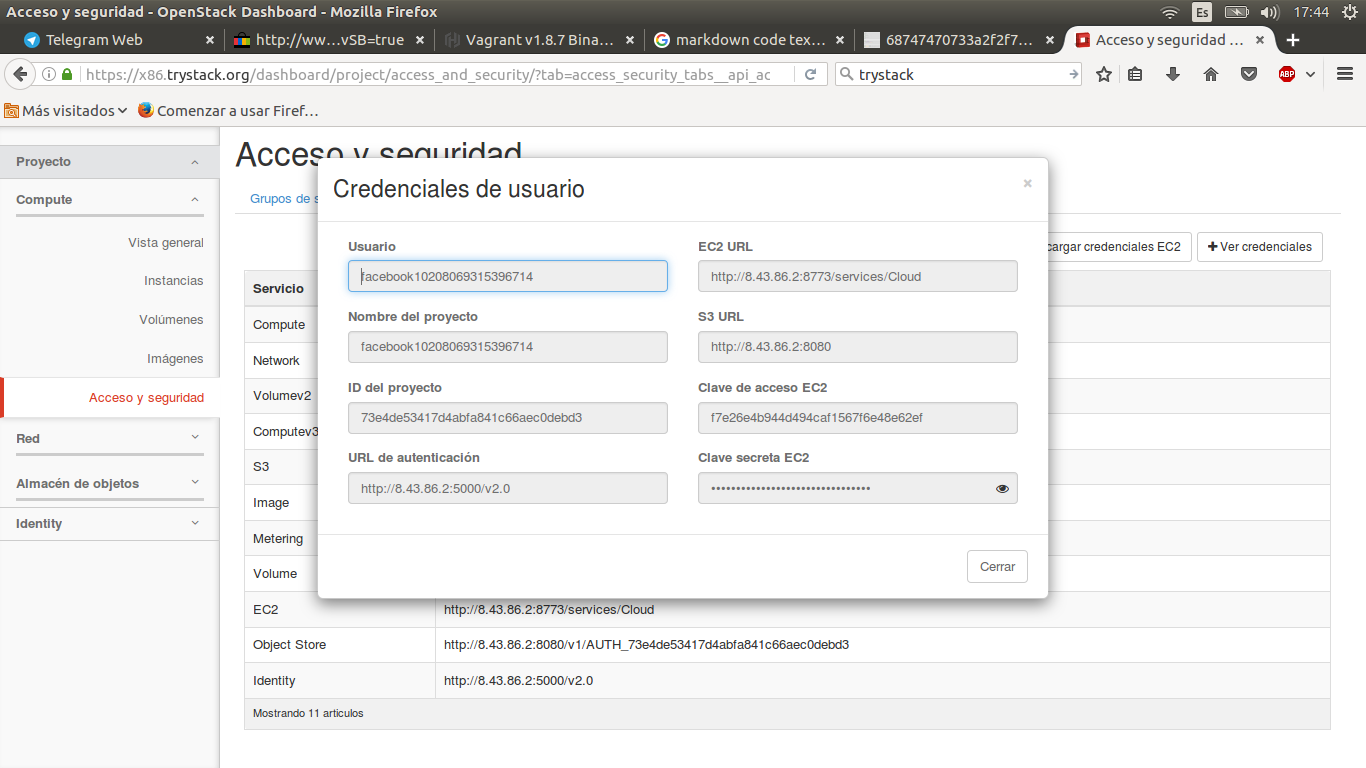 Acceso y seguridad - OpenStack Dashboard - Mozilla Firefox
Es
17:44
Telegram Web
http://ww…vSB=true
Vagrant v1.8.7 Bina…
markdown code tex…
68747470733a2f2f7…
Acceso y seguridad …
https://x86.trystack.org/dashboard/project/access_and_security/?tab=access_security_tabs__api_ac
trystack
ABP
Más visitados
Comenzar a usar Firef…
Proyecto
Compute
Vista general
Instancias
Volúmenes
Imágenes
Acceso y seguridad
Red
Almacén de objetos
Identity
Acceso y seguridad
Grupos de s
cargar credenciales EC2
Ver credenciales
Credenciales de usuario
×
Usuario
facebook10208069315396714
EC2 URL
http://8.43.86.2:8773/services/Cloud
Nombre del proyecto
facebook10208069315396714
S3 URL
http://8.43.86.2:8080
ID del proyecto
73e4de53417d4abfa841c66aec0debd3
Clave de acceso EC2
f7e26e4b944d494caf1567f6e48e62ef
URL de autenticación
http://8.43.86.2:5000/v2.0
Clave secreta EC2
••••••••••••••••••••••••••••••••
Cerrar
Servicio
Compute
Network
Volumev2
Computev3
S3
Image
Metering
Volume
EC2
http://8.43.86.2:8773/services/Cloud
Object Store
http://8.43.86.2:8080/v1/AUTH_73e4de53417d4abfa841c66aec0debd3
Identity
http://8.43.86.2:5000/v2.0
Mostrando 11 articulos